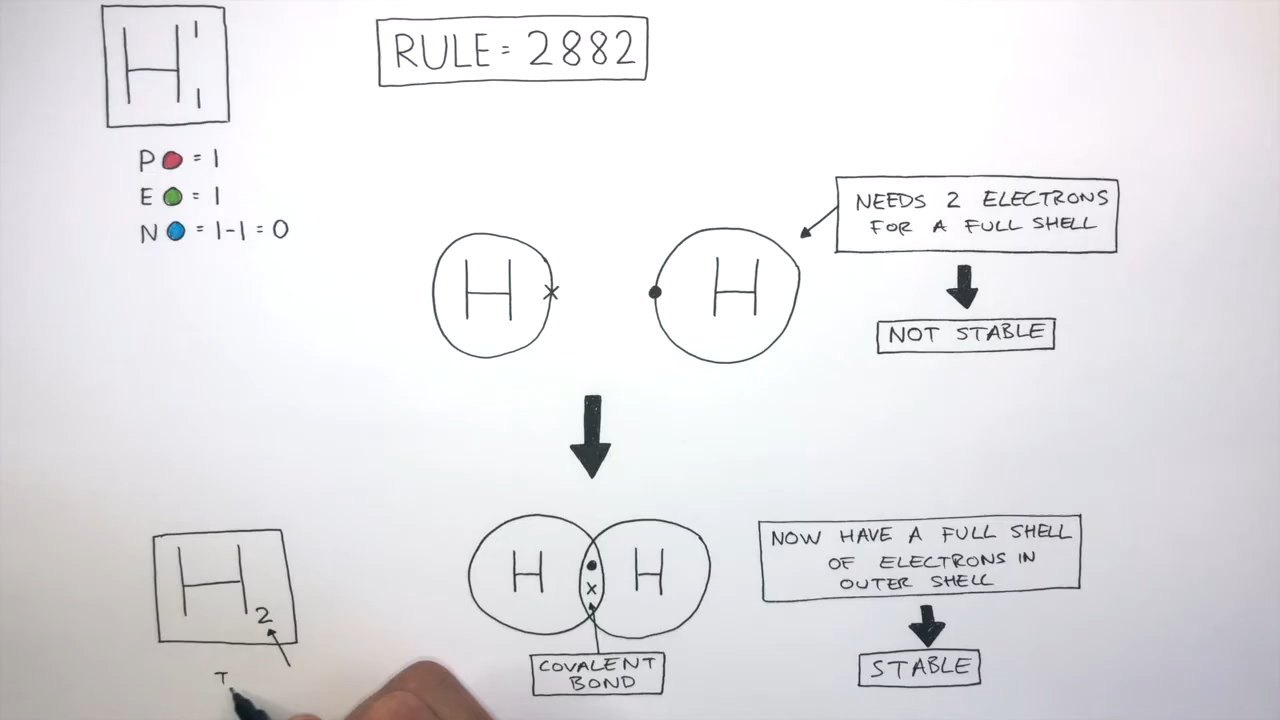 H 1
1
RULE = 2882
P = 1
E = 1
N = 1-1 = 0
NEEDS 2 ELECTRONS
FOR A FULL SHELL
H x
H
NOT STABLE
H2
H
x
H
NOW HAVE A FULL SHELL
OF ELECTRONS IN
OUTER SHELL
COVALENT
BOND
STABLE
T